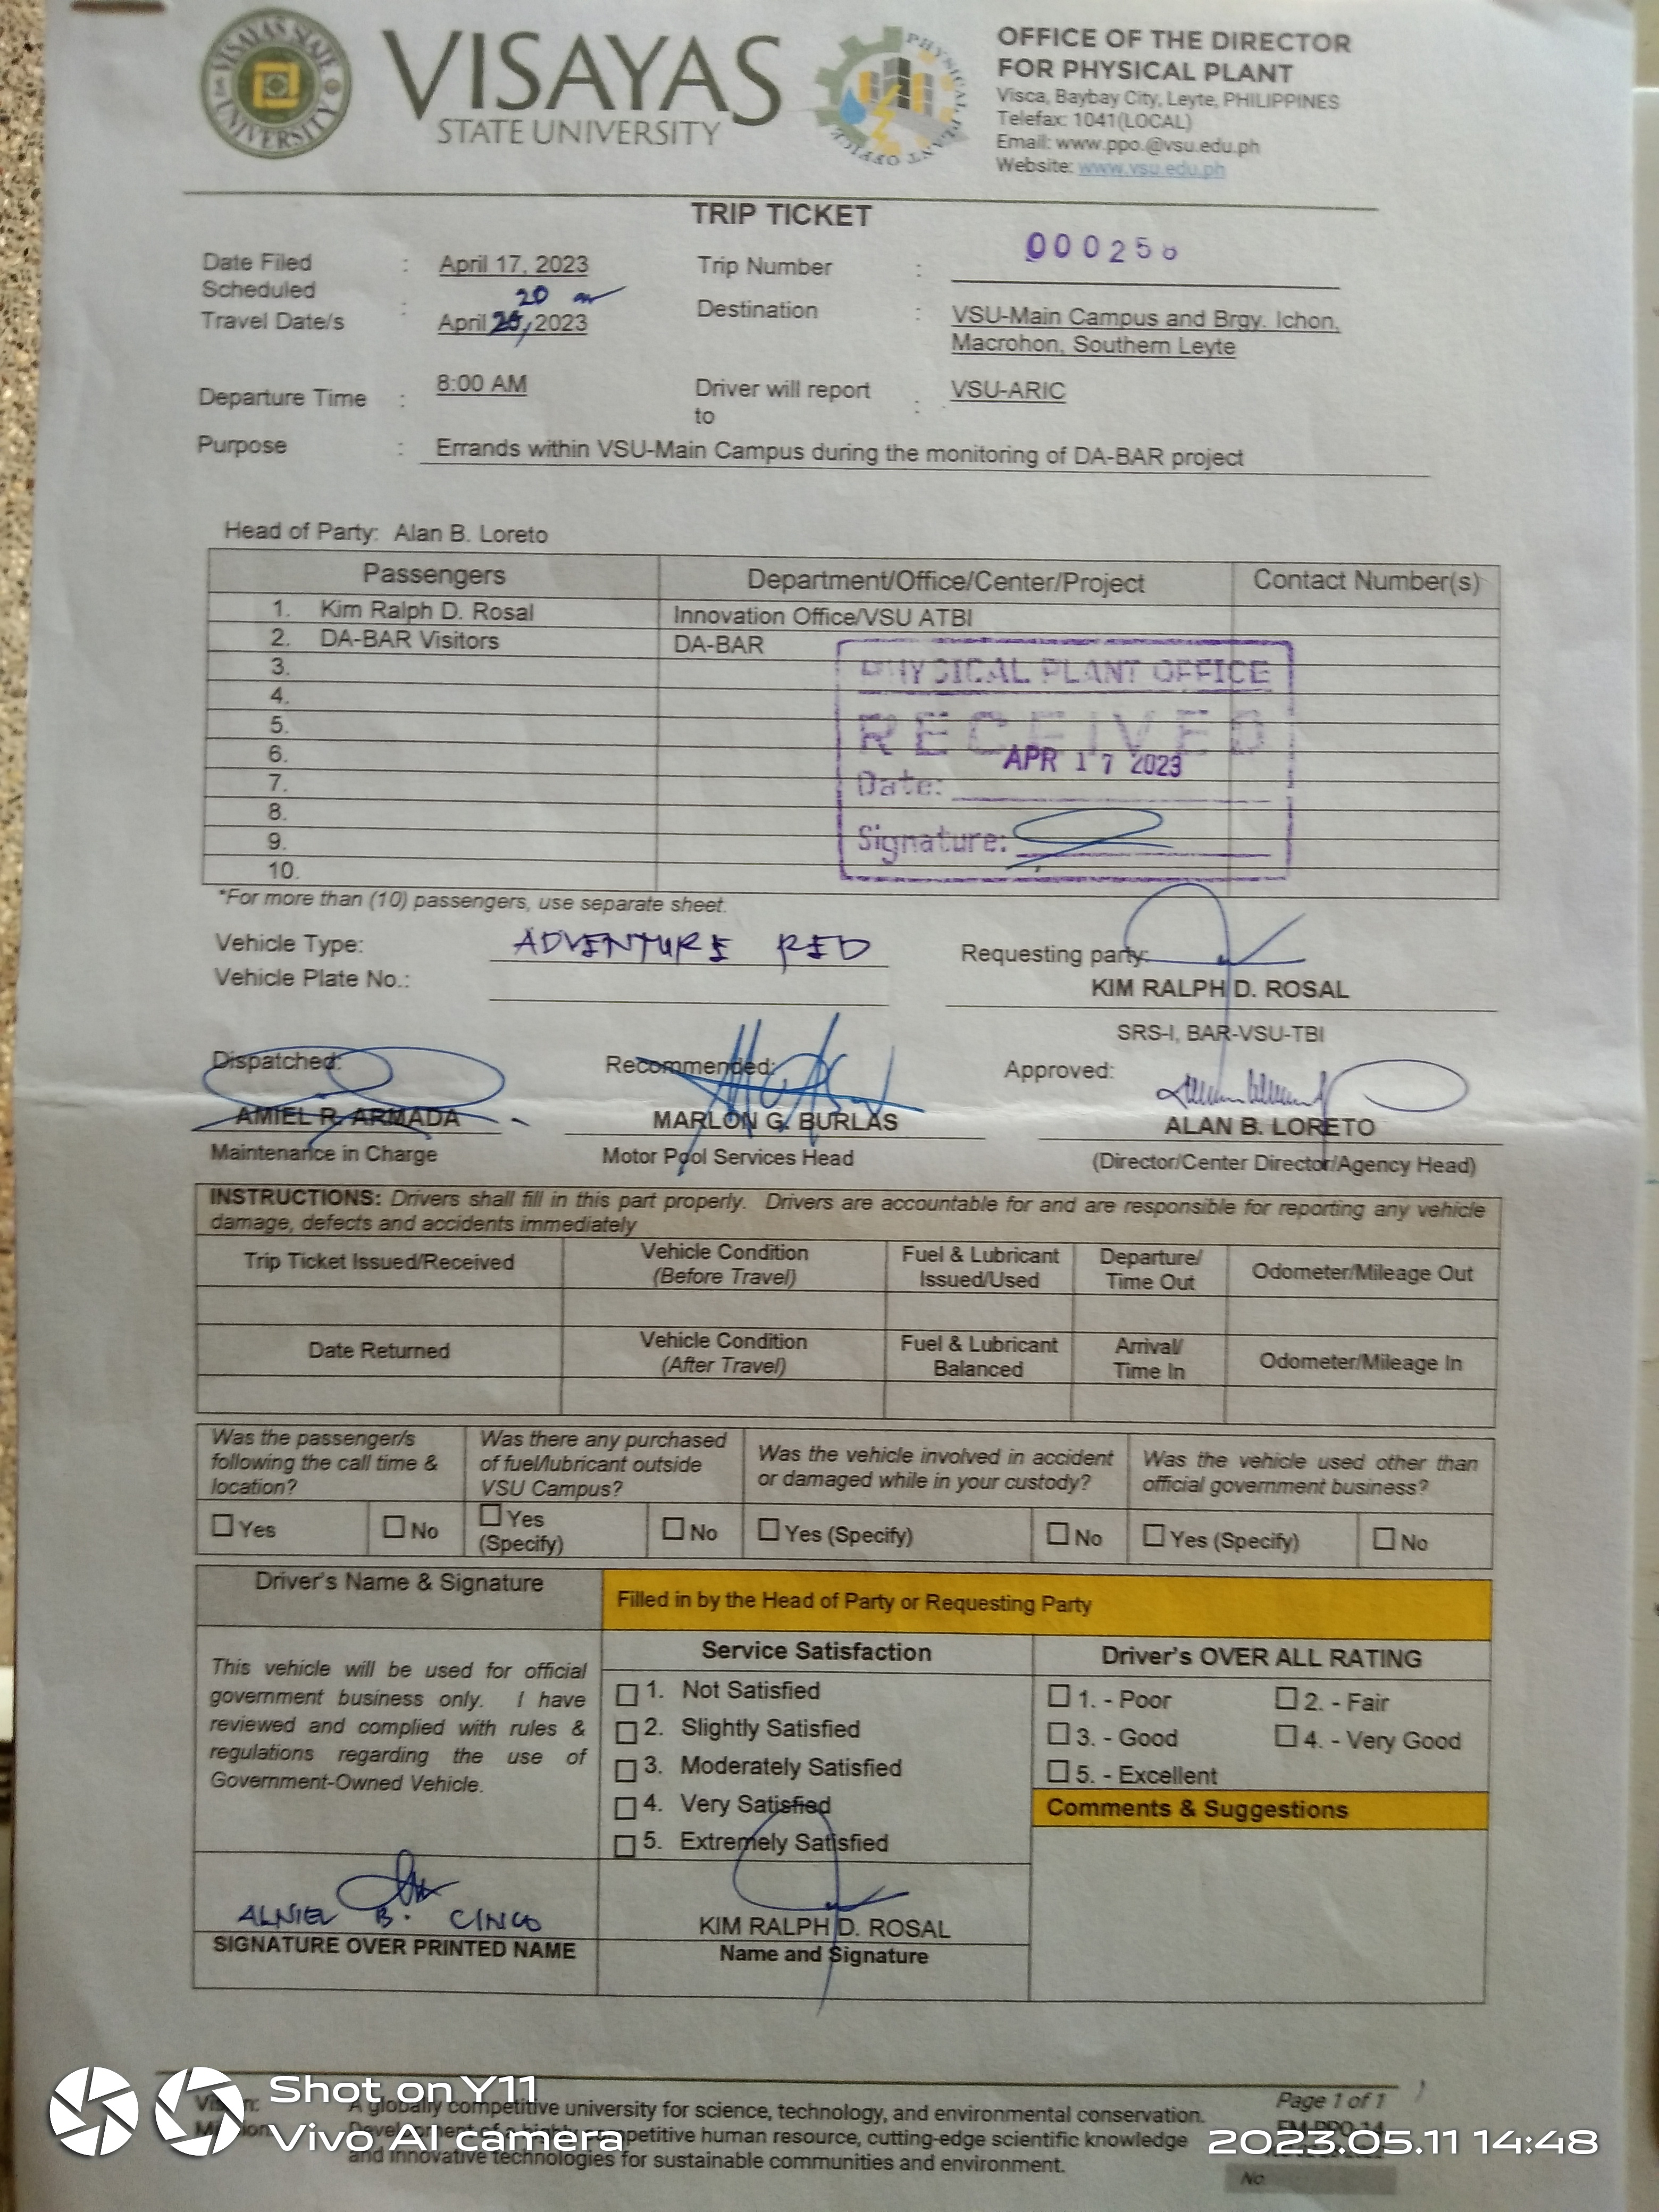 VISAYAS STATE UNIVERSITY
VISAYAS
STATE UNIVERSITY
PHYSICAL PLANT OFFICE
OFFICE OF THE DIRECTOR
FOR PHYSICAL PLANT
Visca, Baybay City, Leyte, PHILIPPINES
Telefax: 1041(LOCAL)
Email: www.ppo.@vsu.edu.ph
Website: www.vsu.edu.ph
TRIP TICKET
Date Filed : April 17, 2023 Trip Number : 000258
Scheduled
Travel Date/s : April 20, 2023 Destination : VSU-Main Campus and Brgy. Ichon,
Macrohon, Southern Leyte
Departure Time : 8:00 AM Driver will report to : VSU-ARIC
Purpose : Errands within VSU-Main Campus during the monitoring of DA-BAR project
Head of Party: Alan B. Loreto
Passengers Department/Office/Center/Project Contact Number(s)
1. Kim Ralph D. Rosal Innovation Office/VSU ATBI
2. DA-BAR Visitors DA-BAR
3.
4.
5.
6.
7.
8.
9.
10.
PHYSICAL PLANT OFFICE
RECEIVED
Date: APR 17 2023
Signature:
*For more than (10) passengers, use separate sheet.
Vehicle Type: ADVENTURE RED
Vehicle Plate No.:
Requesting party:
KIM RALPH D. ROSAL
SRS-I, BAR-VSU-TBI
Dispatched: Recommended: Approved:
AMIEL R. ARMADA MARLON G. BURLAS ALAN B. LORETO
Maintenance in Charge Motor Pool Services Head (Director/Center Director/Agency Head)
INSTRUCTIONS: Drivers shall fill in this part properly. Drivers are accountable for and are responsible for reporting any vehicle
damage, defects and accidents immediately
Trip Ticket Issued/Received Vehicle Condition (Before Travel) Fuel & Lubricant Issued/Used Departure/ Time Out Odometer/Mileage Out
Date Returned Vehicle Condition (After Travel) Fuel & Lubricant Balanced Arrival/ Time In Odometer/Mileage In
Was the passenger/s following the call time & location?
Was there any purchased of fuel/lubricant outside VSU Campus?
Was the vehicle involved in accident or damaged while in your custody?
Was the vehicle used other than official government business?
Yes No Yes (Specify) No Yes (Specify) No Yes (Specify) No
Driver's Name & Signature
Filled in by the Head of Party or Requesting Party
This vehicle will be used for official
government business only. I have
reviewed and complied with rules &
regulations regarding the use of
Government-Owned Vehicle.
Service Satisfaction
1. Not Satisfied
2. Slightly Satisfied
3. Moderately Satisfied
4. Very Satisfied
5. Extremely Satisfied
Driver's OVER ALL RATING
1. - Poor 2. - Fair
3. - Good 4. - Very Good
5. - Excellent
Comments & Suggestions
ALNIEL B. CINCO
SIGNATURE OVER PRINTED NAME
KIM RALPH D. ROSAL
Name and Signature
Page 1 of 1
A globally competitive university for science, technology, and environmental conservation.
competitive human resource, cutting-edge scientific knowledge
and innovative technologies for sustainable communities and environment.
FM-PPO-14
No.
Shot on Y11
Vivo AI camera
2023.05.11 14:48